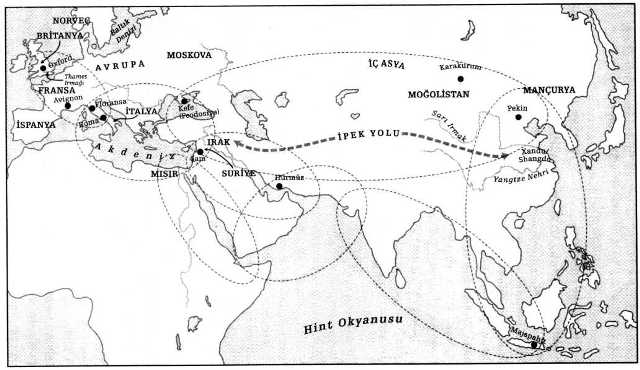 NORVEÇ
BRİTANYA
Baltık
Denizi
Oxford
Thames
Irmağı
AVRUPA
MOSKOVA
FRANSA
Avignon
Floransa
Roma
İTALYA
Kefe
(Feodosiya)
İSPANYA
Akdeniz
MISIR
Şam
IRAK
SURİYE
Hürmüz
İÇ ASYA
Karakurum
MOĞOLİSTAN
MANÇURYA
Pekin
Sarı Irmak
İPEK YOLU
Xandu/
Shangdu
Yangtze Nehri
Hint Okyanusu
Majapahit